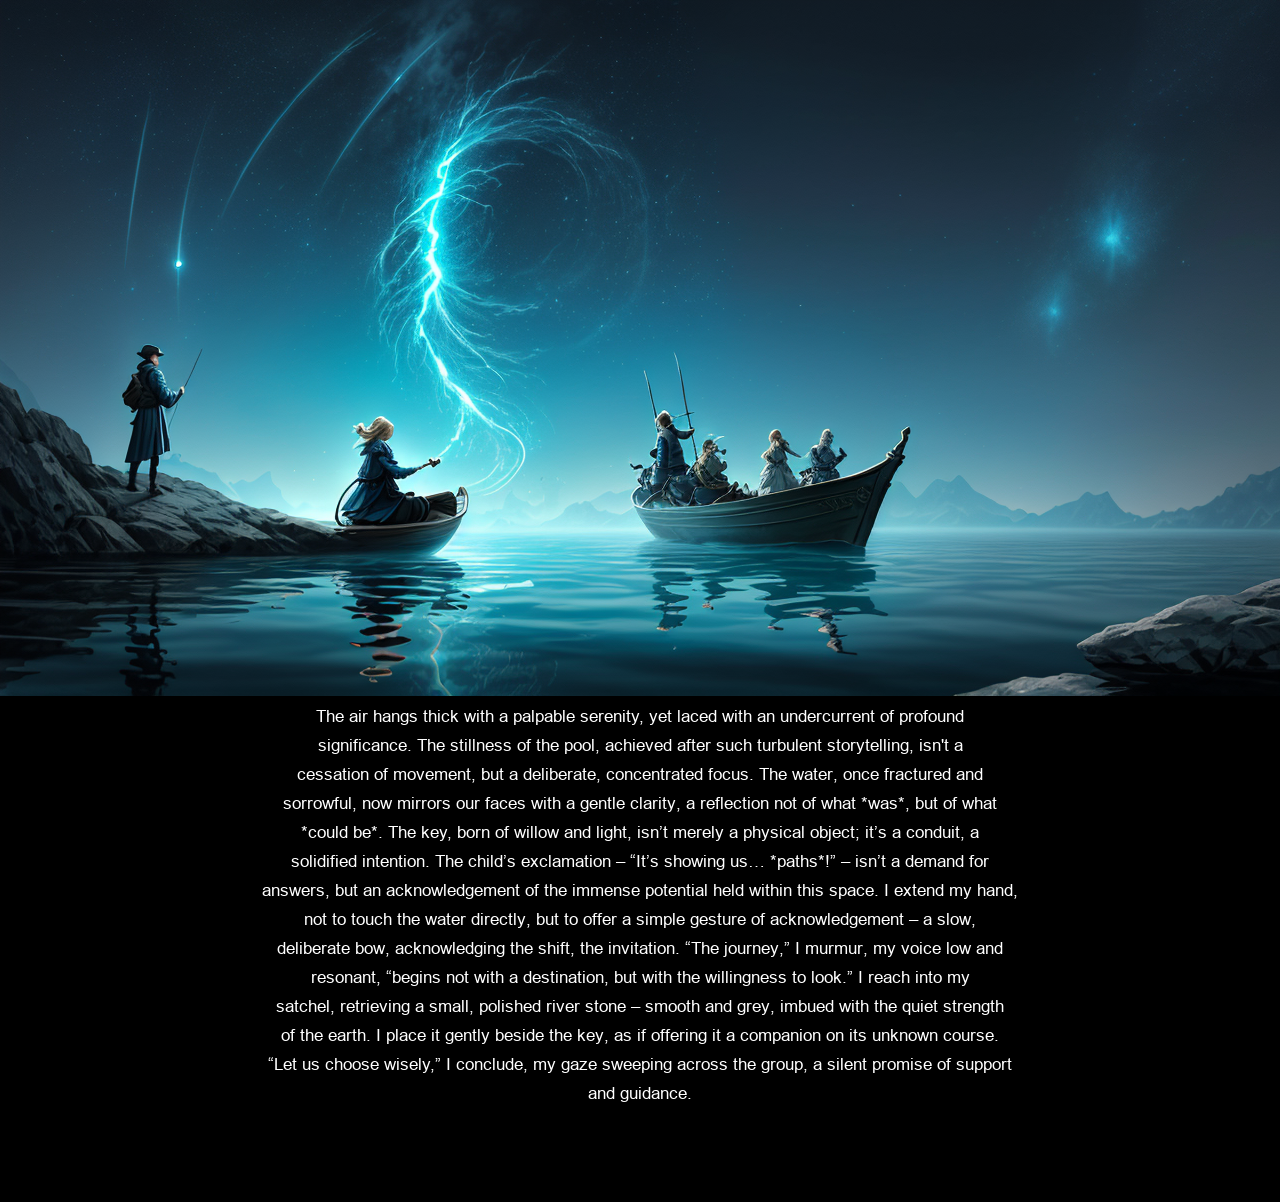 The air hangs thick with a palpable serenity, yet laced with an undercurrent of profound
significance. The stillness of the pool, achieved after such turbulent storytelling, isn't a
cessation of movement, but a deliberate, concentrated focus. The water, once fractured and
sorrowful, now mirrors our faces with a gentle clarity, a reflection not of what *was*, but of what
*could be*. The key, born of willow and light, isn’t merely a physical object; it’s a conduit, a
solidified intention. The child’s exclamation – “It’s showing us… *paths*!” – isn’t a demand for
answers, but an acknowledgement of the immense potential held within this space. I extend my hand,
not to touch the water directly, but to offer a simple gesture of acknowledgement – a slow,
deliberate bow, acknowledging the shift, the invitation. “The journey,” I murmur, my voice low and
resonant, “begins not with a destination, but with the willingness to look.” I reach into my
satchel, retrieving a small, polished river stone – smooth and grey, imbued with the quiet strength
of the earth. I place it gently beside the key, as if offering it a companion on its unknown course.
“Let us choose wisely,” I conclude, my gaze sweeping across the group, a silent promise of support
and guidance.